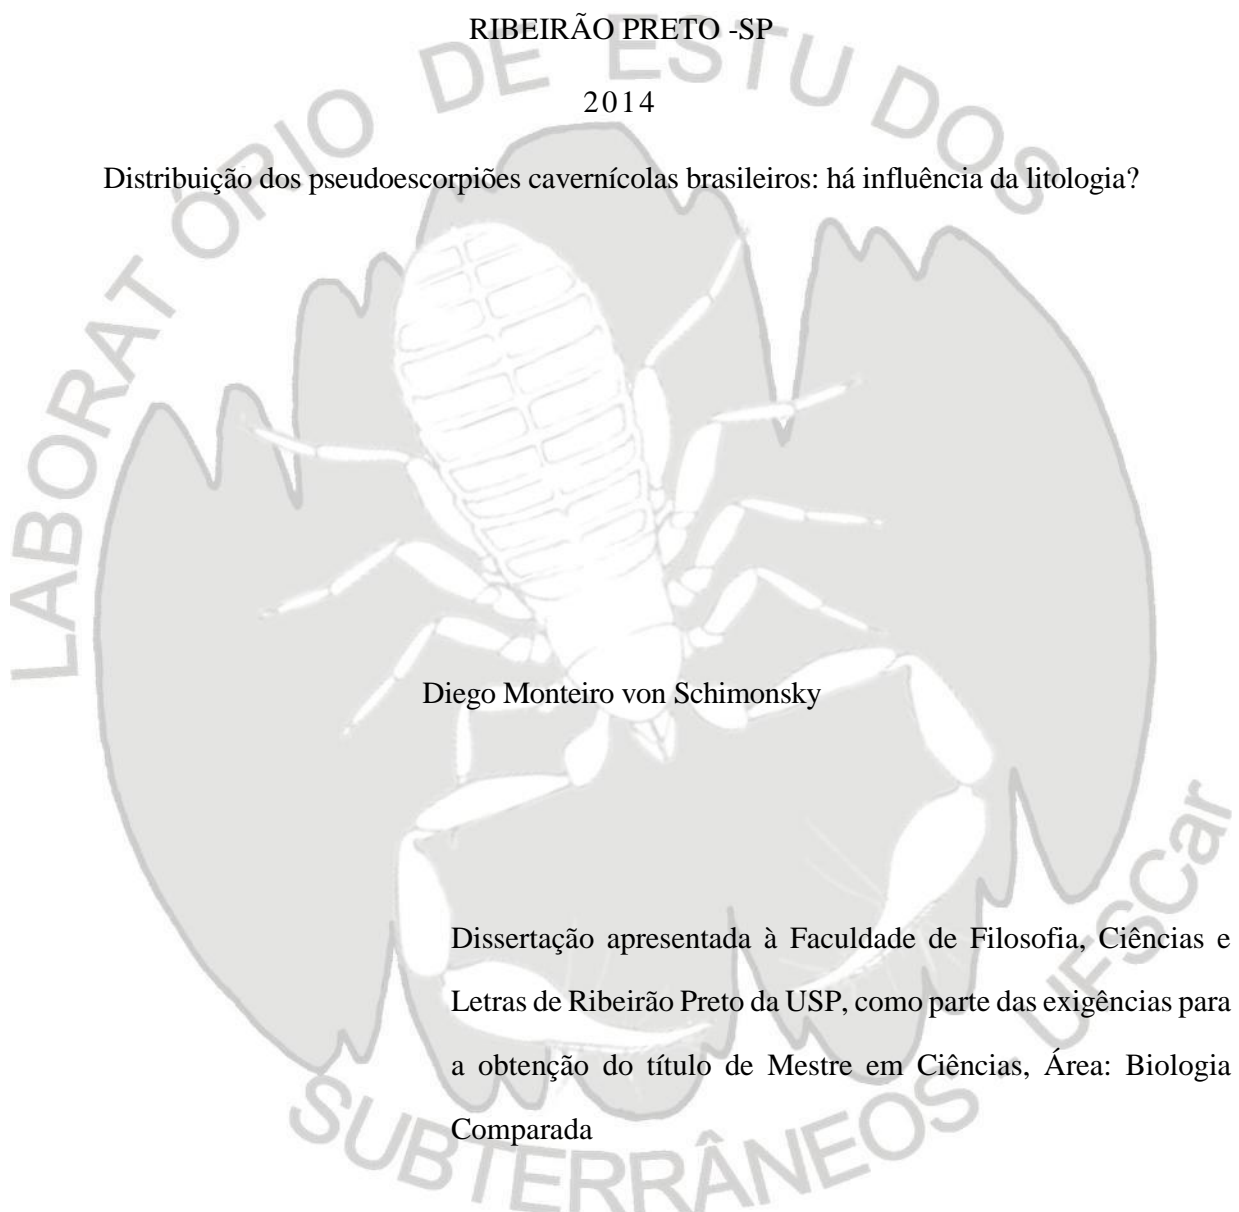 RIBEIRÃO PRETO -SP
2014
Distribuição dos pseudoescorpiões cavernícolas brasileiros: há influência da litologia?
Diego Monteiro von Schimonsky
Dissertação apresentada à Faculdade de Filosofia, Ciências e
Letras de Ribeirão Preto da USP, como parte das exigências para
a obtenção do título de Mestre em Ciências, Área: Biologia
Comparada
LABORATÓRIO DE ESTUDOS
SUBTERRÂNEOS - UFSCar